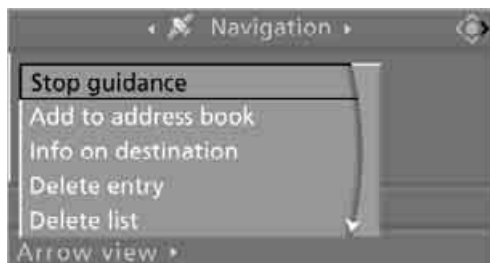 Navigation
Stop guidance
Add to address book
Info on destination
Delete entry
Delete list
Arrow view